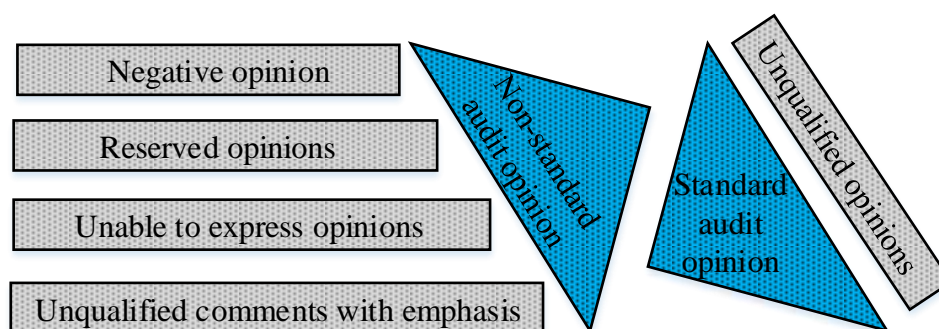 Negative opinion
Reserved opinions
Unable to express opinions
Unqualified comments with emphasis
Non-standard
audit opinion
Standard
audit
opinion
Unqualified opinions